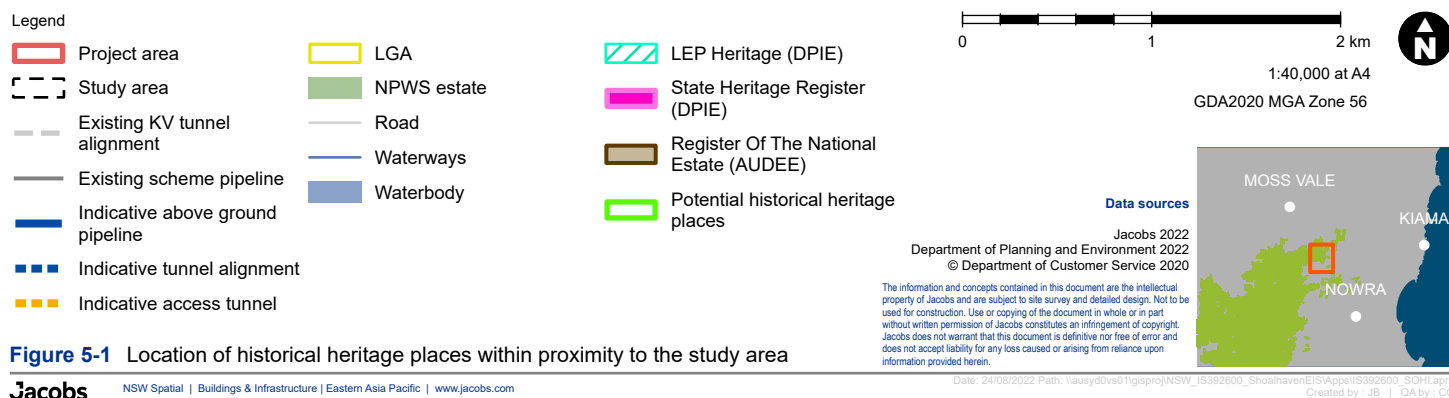 Legend
Project area
Study area
Existing KV tunnel
alignment
Existing scheme pipeline
Indicative above ground
pipeline
Indicative tunnel alignment
Indicative access tunnel
LGA
NPWS estate
Road
Waterways
Waterbody
LEP Heritage (DPIE)
State Heritage Register
(DPIE)
Register Of The National
Estate (AUDEE)
Potential historical heritage
places
0 1 2 km
N
1:40,000 at A4
GDA2020 MGA Zone 56
Data sources
Jacobs 2022
Department of Planning and Environment 2022
© Department of Customer Service 2020
The information and concepts contained in this document are the intellectual
property of Jacobs and are subject to site survey and detailed design. Not to be
used for construction. Use or copying of the document in whole or in part
without written permission of Jacobs constitutes an infringement of copyright.
Jacobs does not warrant that this document is definitive nor free of error and
does not accept liability for any loss caused or arising from reliance upon
information provided herein.
MOSS VALE
KIAMA
NOWRA
Figure 5-1 Location of historical heritage places within proximity to the study area
Jacobs NSW Spatial | Buildings & Infrastructure | Eastern Asia Pacific | www.jacobs.com
Date: 24/08/2022 Path: \\ausyd0vs01\gisproj\NSW_IS392600_ShoalhavenEIS\Apps\IS392600_SOHI.apr
Created by : JB | QA by : CC